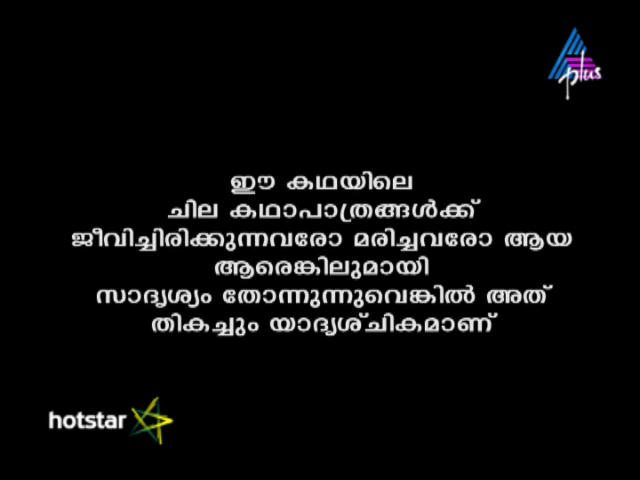 plus
ഈ കഥയിലെ
ചില കഥാപാത്രങ്ങൾക്ക്
ജീവിച്ചിരിക്കുന്നവരോ മരിച്ചവരോ ആയ
ആരെങ്കിലുമായി
സാദൃശ്യം തോന്നുന്നുവെങ്കിൽ അത്
തികച്ചും യാദൃശ്ചികമാണ്
hotstar